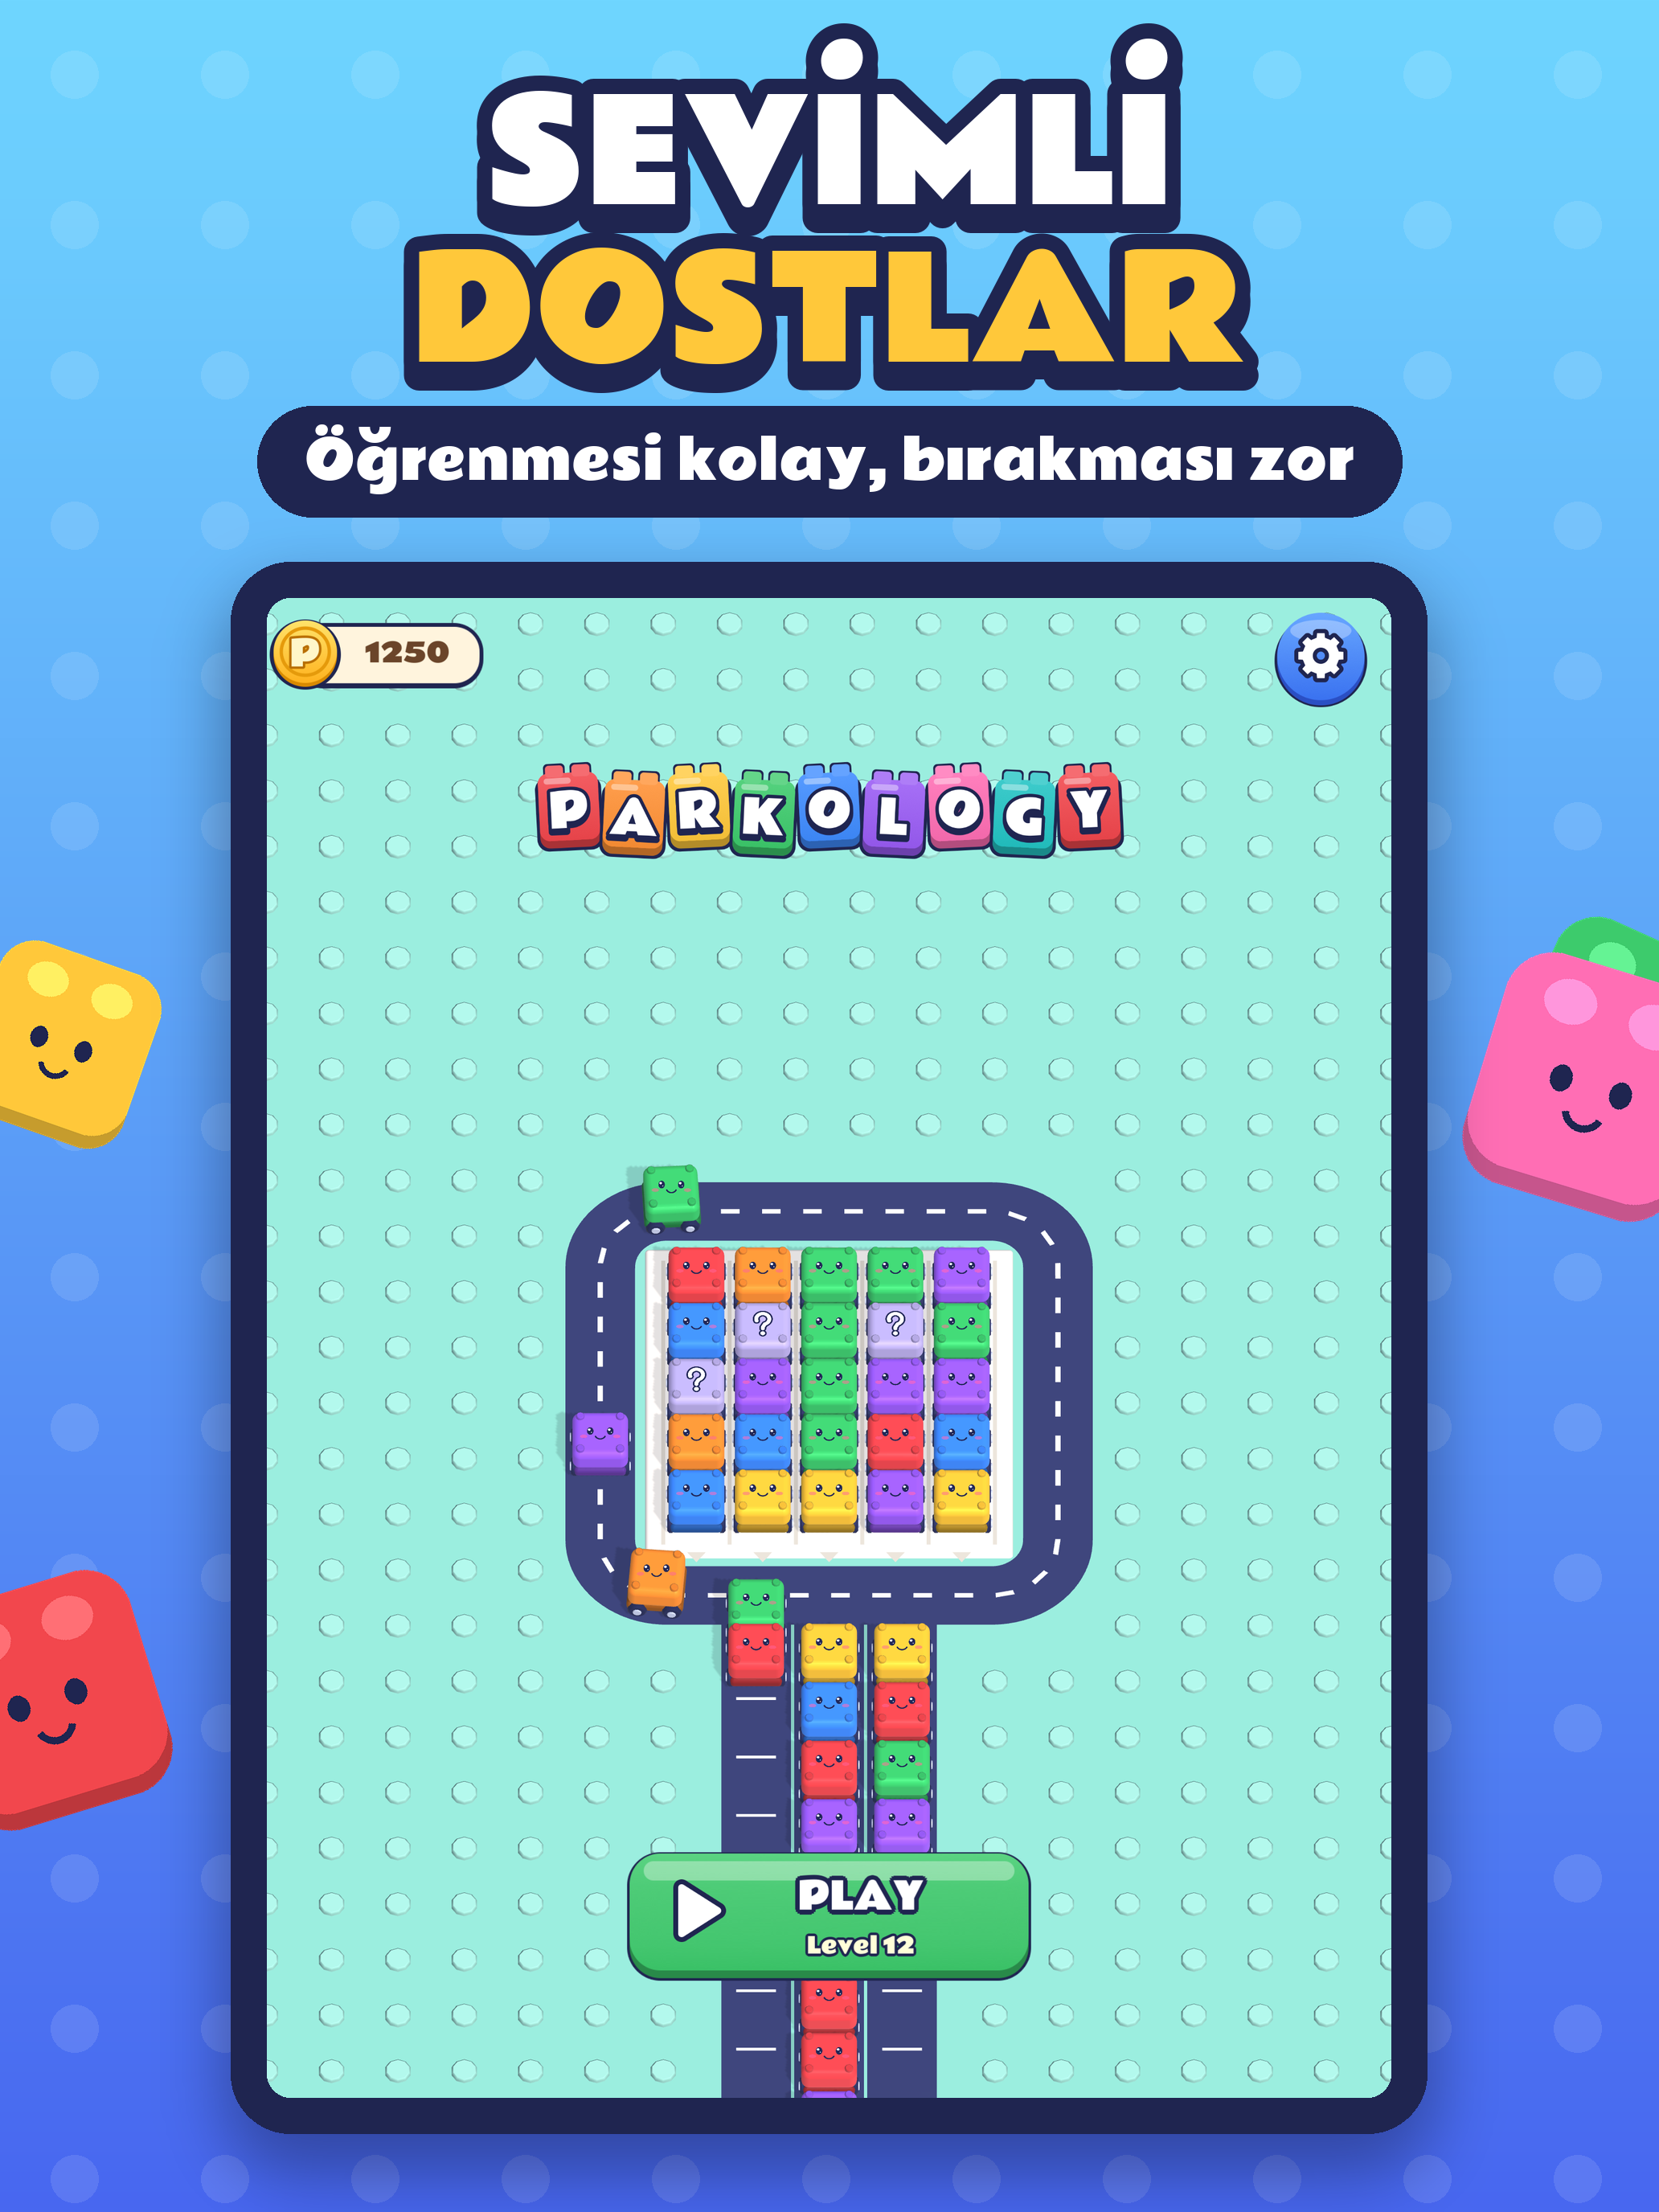 SEVİMLİ
DOSTLAR
Öğrenmesi kolay, bırakması zor
P 1250
PARKOLOGY
? ?
?
PLAY
Level 12